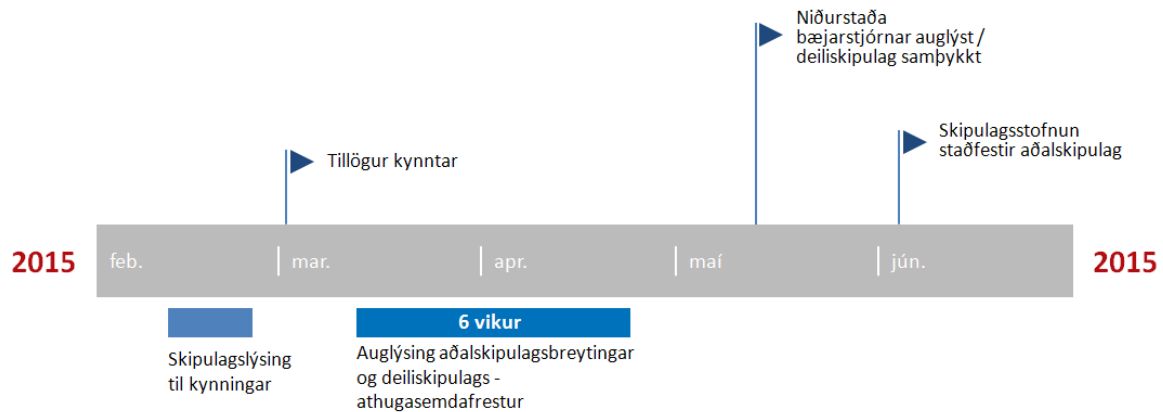 Niðurstaða
bæjarstjórnar auglýst /
deiliskipulag samþykkt
Skipulagsstofnun
staðfestir aðalskipulag
Tillögur kynntar
2015
feb.
mar.
apr.
maí
jún.
2015
6 vikur
Skipulagslýsing
til kynningar
Auglýsing aðalskipulagsbreytingar
og deiliskipulags -
athugasemdafrestur